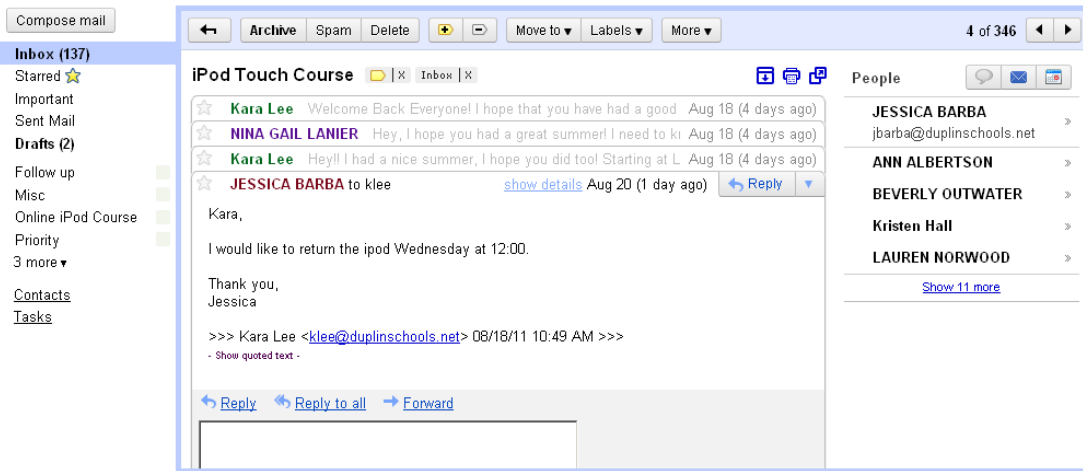 Compose mail
Inbox (137)
Starred
Important
Sent Mail
Drafts (2)
Follow up
Misc
Online iPod Course
Priority
3 more ▾
Contacts
Tasks
Archive Spam Delete Move to ▾ Labels ▾ More ▾ 4 of 346
iPod Touch Course X Inbox X
Kara Lee Welcome Back Everyone! I hope that you have had a good Aug 18 (4 days ago)
NINA GAIL LANIER Hey, I hope you had a great summer! I need to Aug 18 (4 days ago)
Kara Lee Hey!! I had a nice summer, I hope you did too! Starting at Aug 18 (4 days ago)
JESSICA BARBA to klee show details Aug 20 (1 day ago) Reply
Kara,
I would like to return the ipod Wednesday at 12:00.
Thank you,
Jessica
>>> Kara Lee <klee@duplinschools.net> 08/18/11 10:49 AM >>>
- Show quoted text -
Reply Reply to all Forward
People
JESSICA BARBA
jbarba@duplinschools.net
ANN ALBERTSON
BEVERLY OUTWATER
Kristen Hall
LAUREN NORWOOD
Show 11 more